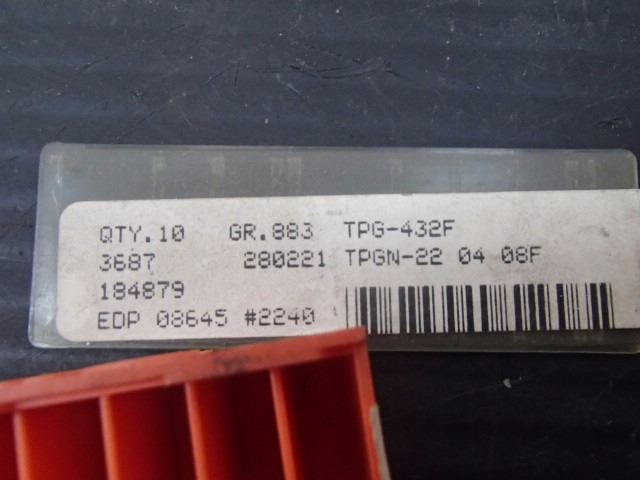 QTY.10 GR.883 TPG-432F
3687 280221 TPGN-22 04 08F
184879
EDP 08645 #2240